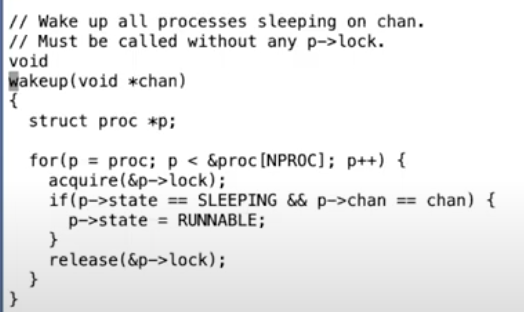 // Wake up all processes sleeping on chan.
// Must be called without any p->lock.
void
wakeup(void *chan)
{
  struct proc *p;

  for(p = proc; p < &proc[NPROC]; p++) {
    acquire(&p->lock);
    if(p->state == SLEEPING && p->chan == chan) {
      p->state = RUNNABLE;
    }
    release(&p->lock);
  }
}